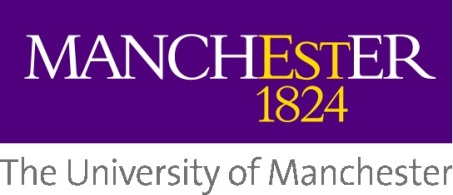 MANCHEstER
1824
The University of Manchester